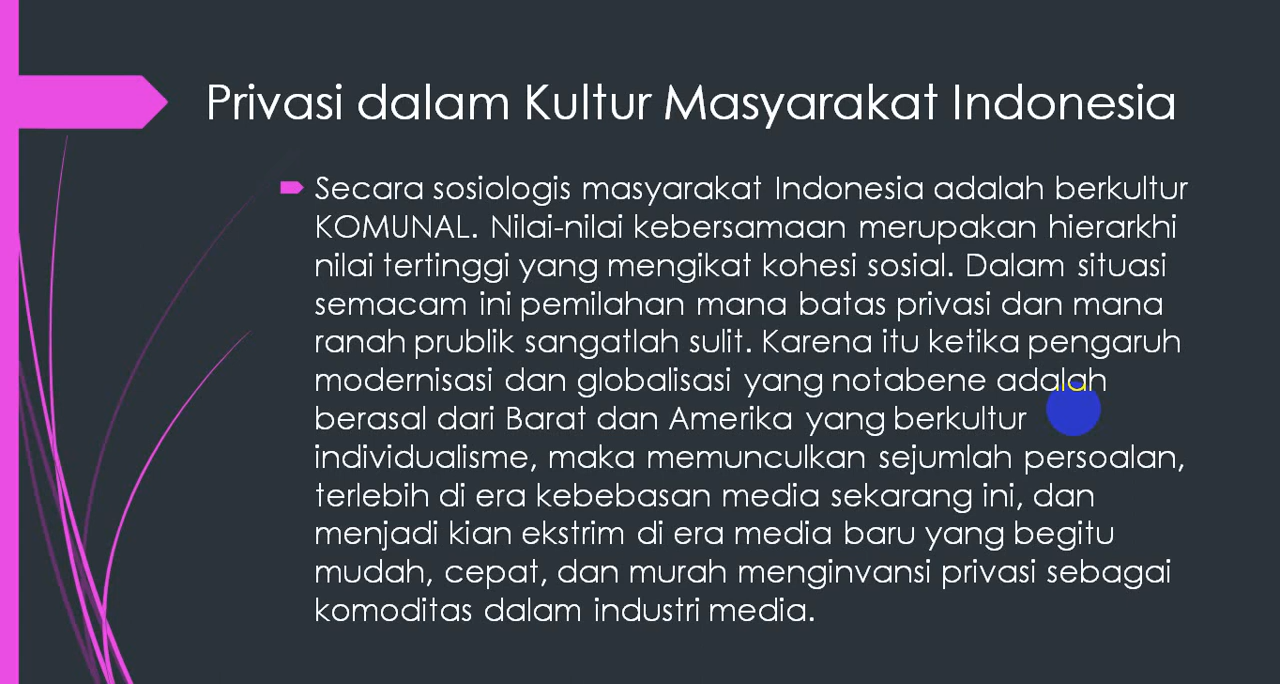 Privasi dalam Kultur Masyarakat Indonesia
Secara sosiologis masyarakat Indonesia adalah berkultur
KOMUNAL. Nilai-nilai kebersamaan merupakan hierarkhi
nilai tertinggi yang mengikat kohesi sosial. Dalam situasi
semacam ini pemilahan mana batas privasi dan mana
ranah prublik sangatlah sulit. Karena itu ketika pengaruh
modernisasi dan globalisasi yang notabene adalah
berasal dari Barat dan Amerika yang berkultur
individualisme, maka memunculkan sejumlah persoalan,
terlebih di era kebebasan media sekarang ini, dan
menjadi kian ekstrim di era media baru yang begitu
mudah, cepat, dan murah menginvansi privasi sebagai
komoditas dalam industri media.